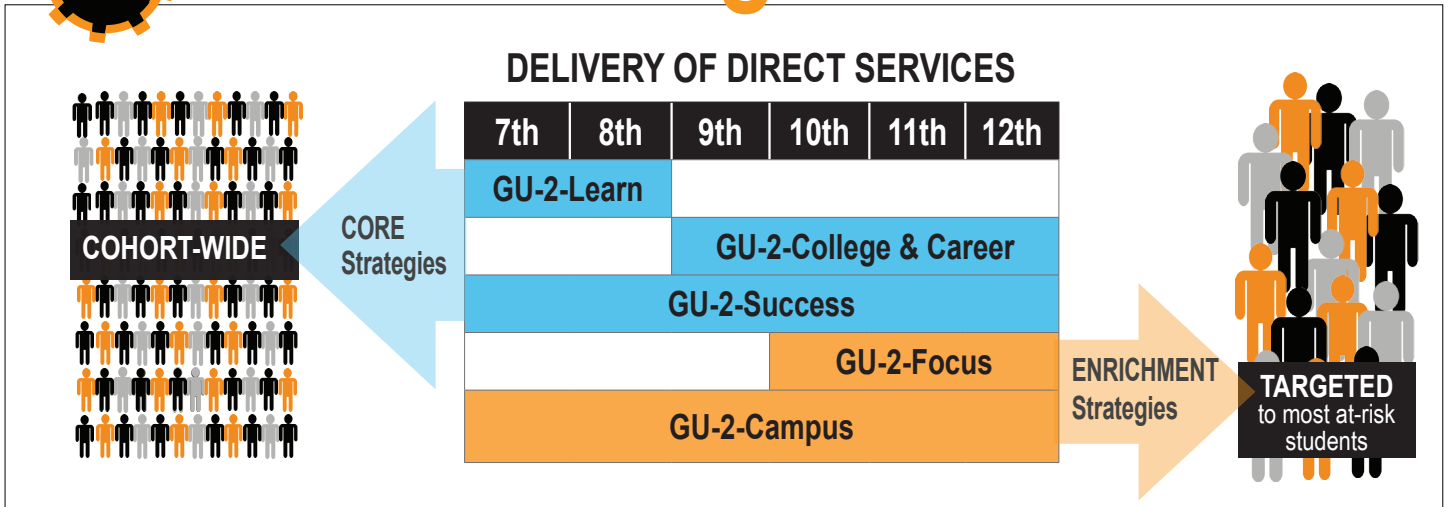 DELIVERY OF DIRECT SERVICES
7th 8th 9th 10th 11th 12th
GU-2-Learn
COHORT-WIDE
CORE
Strategies
GU-2-College & Career
GU-2-Success
GU-2-Focus
ENRICHMENT
Strategies
TARGETED
to most at-risk
students
GU-2-Campus